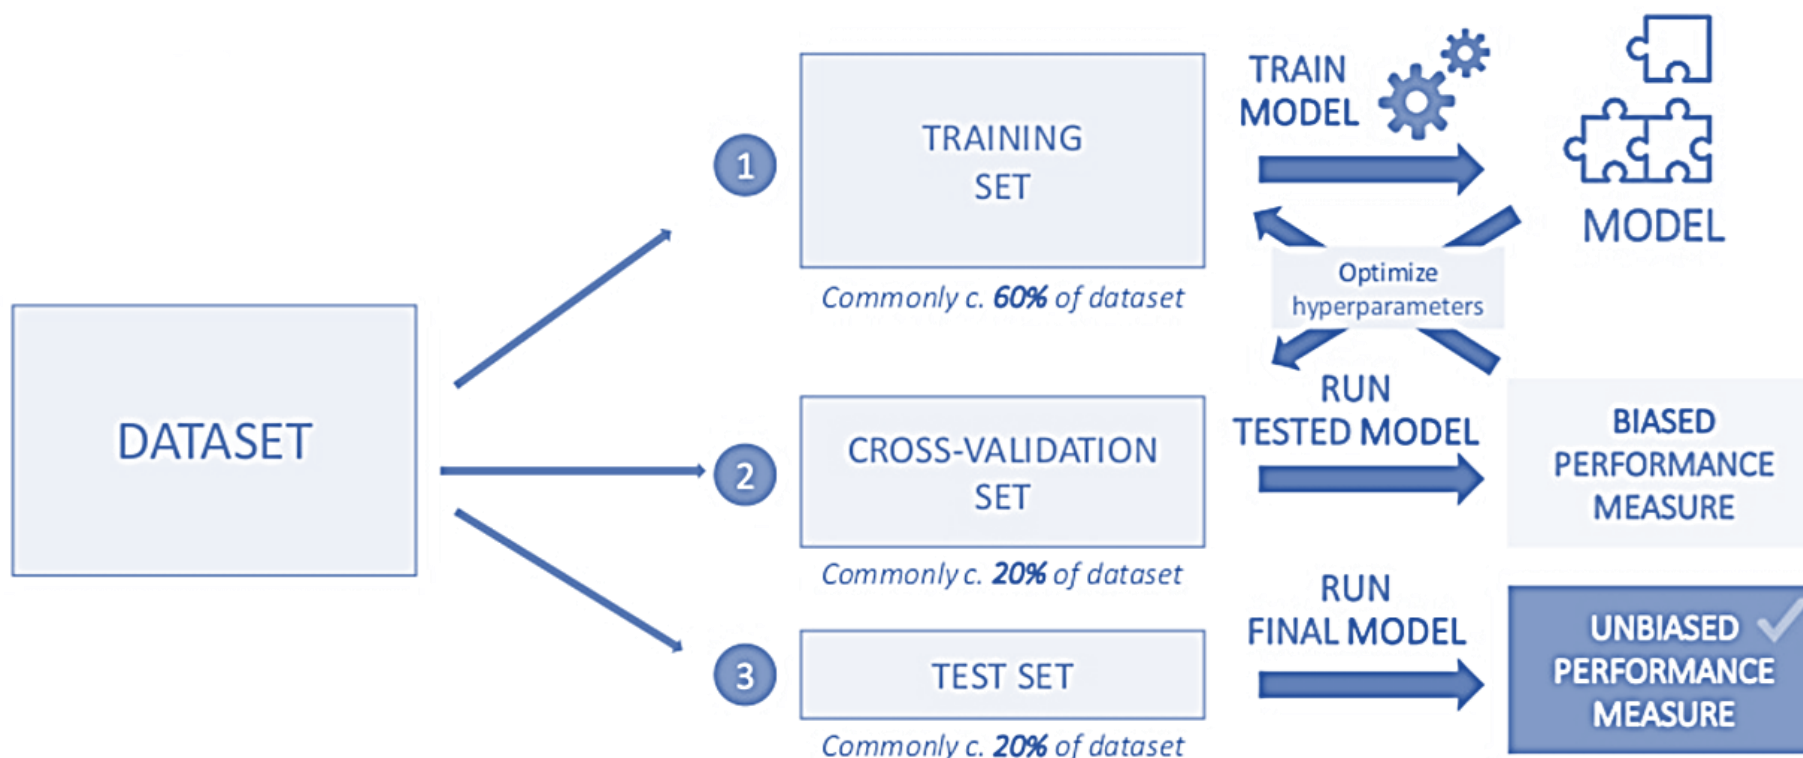 DATASET
1
TRAINING
SET
Commonly c. 60% of dataset
TRAIN
MODEL
MODEL
Optimize
hyperparameters
2
CROSS-VALIDATION
SET
Commonly c. 20% of dataset
RUN
TESTED MODEL
BIASED
PERFORMANCE
MEASURE
3
TEST SET
Commonly c. 20% of dataset
RUN
FINAL MODEL
UNBIASED
PERFORMANCE
MEASURE